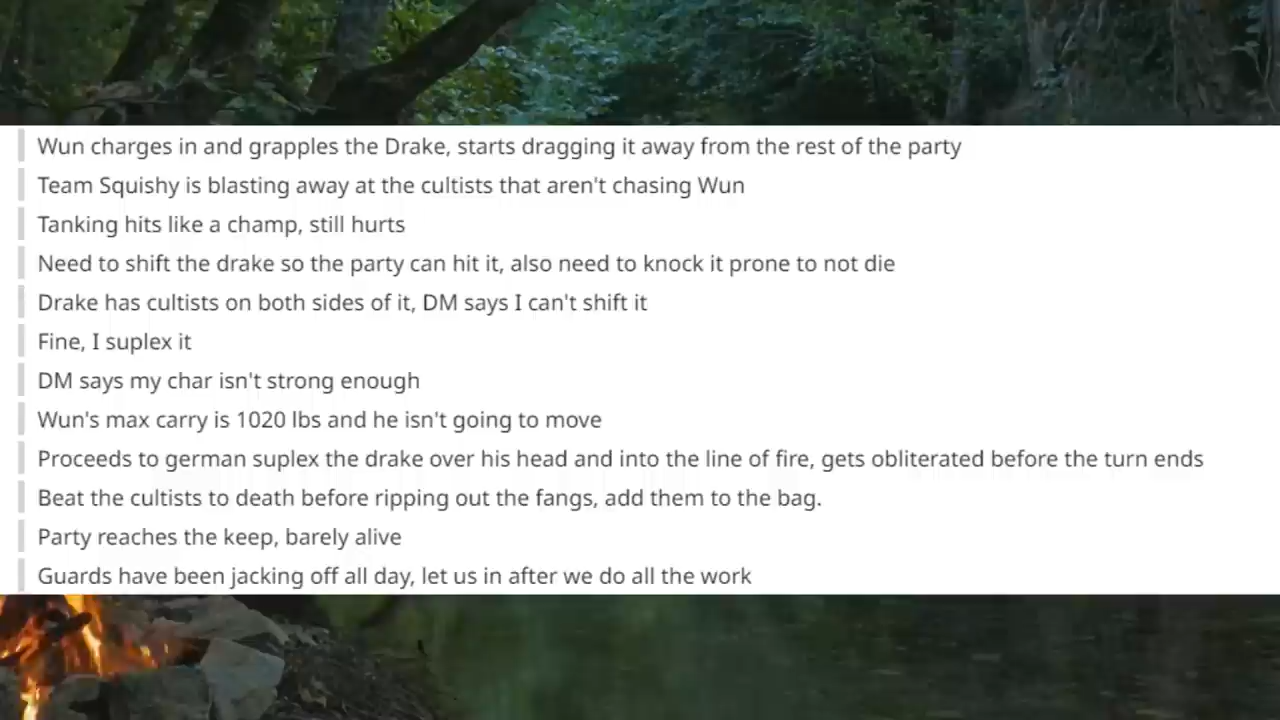 Wun charges in and grapples the Drake, starts dragging it away from the rest of the party
Team Squishy is blasting away at the cultists that aren't chasing Wun
Tanking hits like a champ, still hurts
Need to shift the drake so the party can hit it, also need to knock it prone to not die
Drake has cultists on both sides of it, DM says I can't shift it
Fine, I suplex it
DM says my char isn't strong enough
Wun's max carry is 1020 lbs and he isn't going to move
Proceeds to german suplex the drake over his head and into the line of fire, gets obliterated before the turn ends
Beat the cultists to death before ripping out the fangs, add them to the bag.
Party reaches the keep, barely alive
Guards have been jacking off all day, let us in after we do all the work